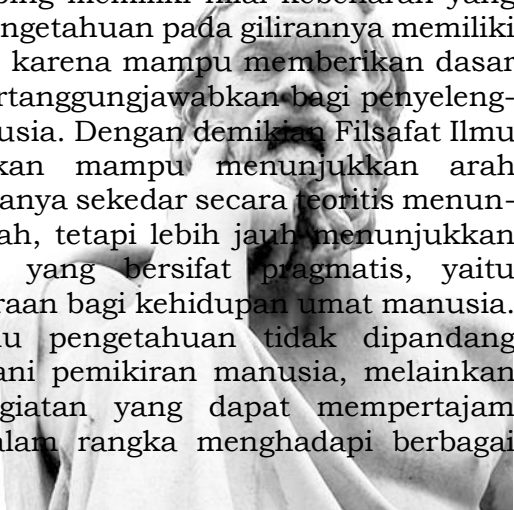 memiliki nilai kebenaran yang
ngetahuan pada gilirannya memiliki
karena mampu memberikan dasar
rtanggungjawabkan bagi penyeleng-
usia. Dengan demikian Filsafat Ilmu
kan mampu menunjukkan arah
anya sekedar secara teoritis menun-
ah, tetapi lebih jauh menunjukkan
yang bersifat pragmatis, yaitu
raan bagi kehidupan umat manusia.
u pengetahuan tidak dipandang
ani pemikiran manusia, melainkan
giatan yang dapat mempertajam
alam rangka menghadapi berbagai